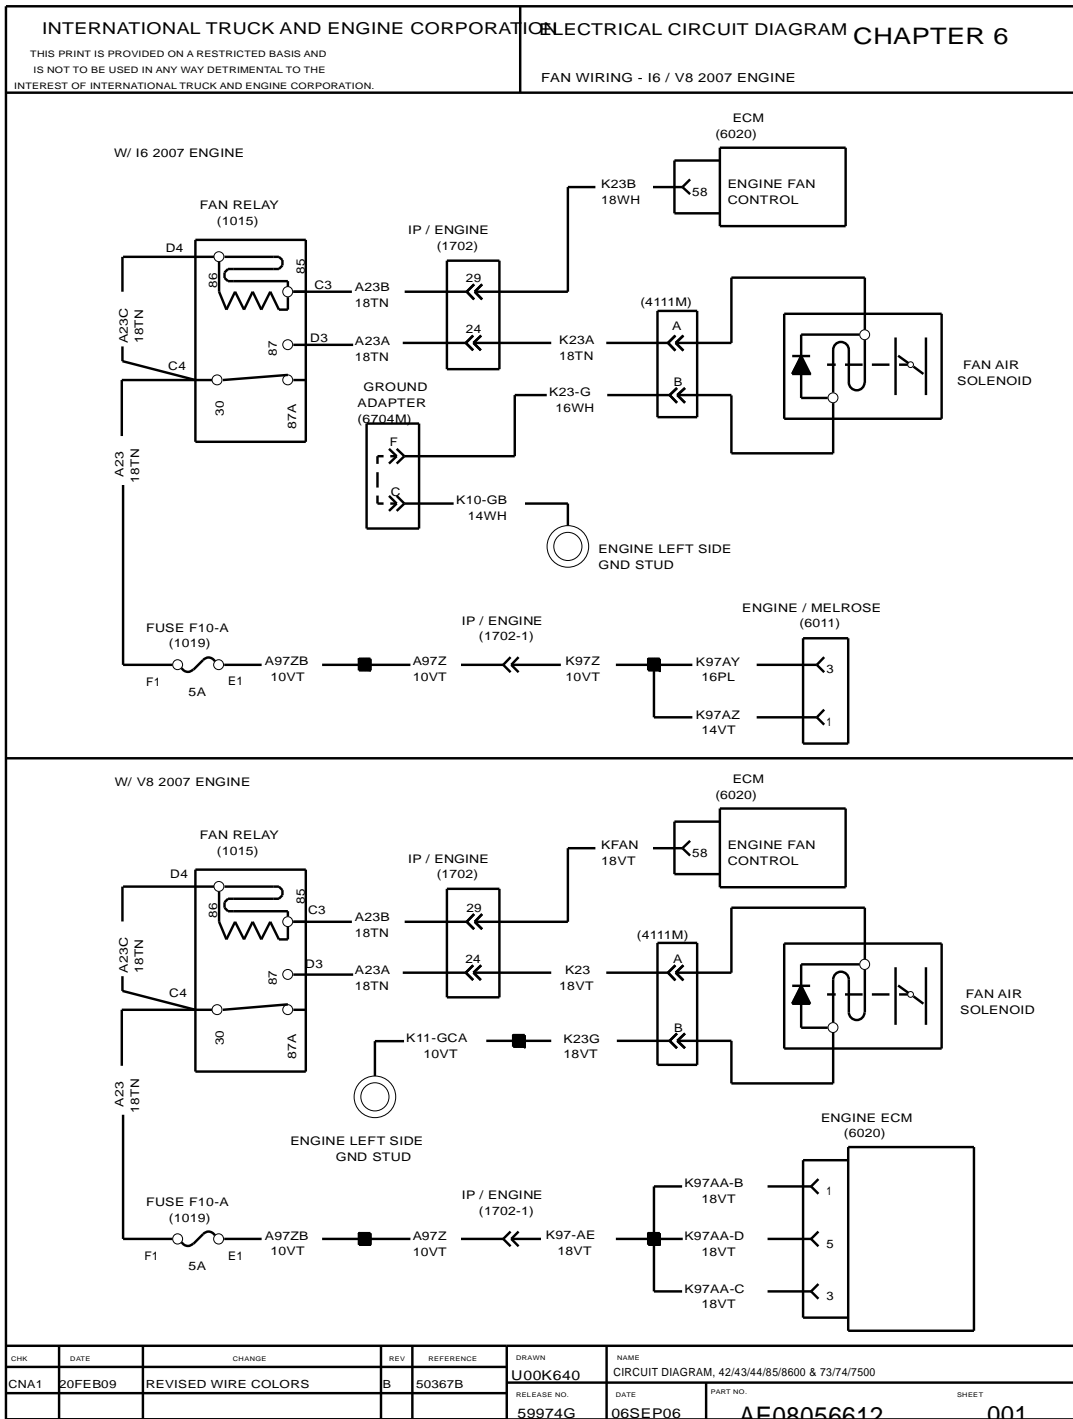 INTERNATIONAL TRUCK AND ENGINE CORPORATION
THIS PRINT IS PROVIDED ON A RESTRICTED BASIS AND
IS NOT TO BE USED IN ANY WAY DETRIMENTAL TO THE
INTEREST OF INTERNATIONAL TRUCK AND ENGINE CORPORATION.
ELECTRICAL CIRCUIT DIAGRAM
CHAPTER 6
FAN WIRING - I6 / V8 2007 ENGINE
W/ I6 2007 ENGINE
ECM
(6020)
58
ENGINE FAN
CONTROL
K23B
18WH
FAN RELAY
(1015)
D4
86
85
C3
87
D3
C4
30
87A
A23C
18TN
A23
18TN
IP / ENGINE
(1702)
29
24
A23B
18TN
A23A
18TN
K23A
18TN
(4111M)
A
B
K23-G
16WH
FAN AIR
SOLENOID
GROUND
ADAPTER
(6704M)
F
C
K10-GB
14WH
ENGINE LEFT SIDE
GND STUD
FUSE F10-A
(1019)
F1
5A
E1
A97ZB
10VT
A97Z
10VT
IP / ENGINE
(1702-1)
K97Z
10VT
K97AY
16PL
K97AZ
14VT
ENGINE / MELROSE
(6011)
3
1
W/ V8 2007 ENGINE
ECM
(6020)
58
ENGINE FAN
CONTROL
KFAN
18VT
FAN RELAY
(1015)
D4
86
85
C3
87
D3
C4
30
87A
A23C
18TN
A23
18TN
IP / ENGINE
(1702)
29
24
A23B
18TN
A23A
18TN
K23
18VT
(4111M)
A
B
K11-GCA
10VT
K23G
18VT
FAN AIR
SOLENOID
ENGINE LEFT SIDE
GND STUD
FUSE F10-A
(1019)
F1
5A
E1
A97ZB
10VT
A97Z
10VT
IP / ENGINE
(1702-1)
K97-AE
18VT
K97AA-B
18VT
K97AA-D
18VT
K97AA-C
18VT
ENGINE ECM
(6020)
1
5
3
CHK DATE CHANGE REV REFERENCE
CNA1 20FEB09 REVISED WIRE COLORS B 50367B
DRAWN
U00K640
NAME
CIRCUIT DIAGRAM, 42/43/44/85/8600 & 73/74/7500
RELEASE NO.
59974G
DATE
06SEP06
PART NO.
AE08056612
SHEET
001